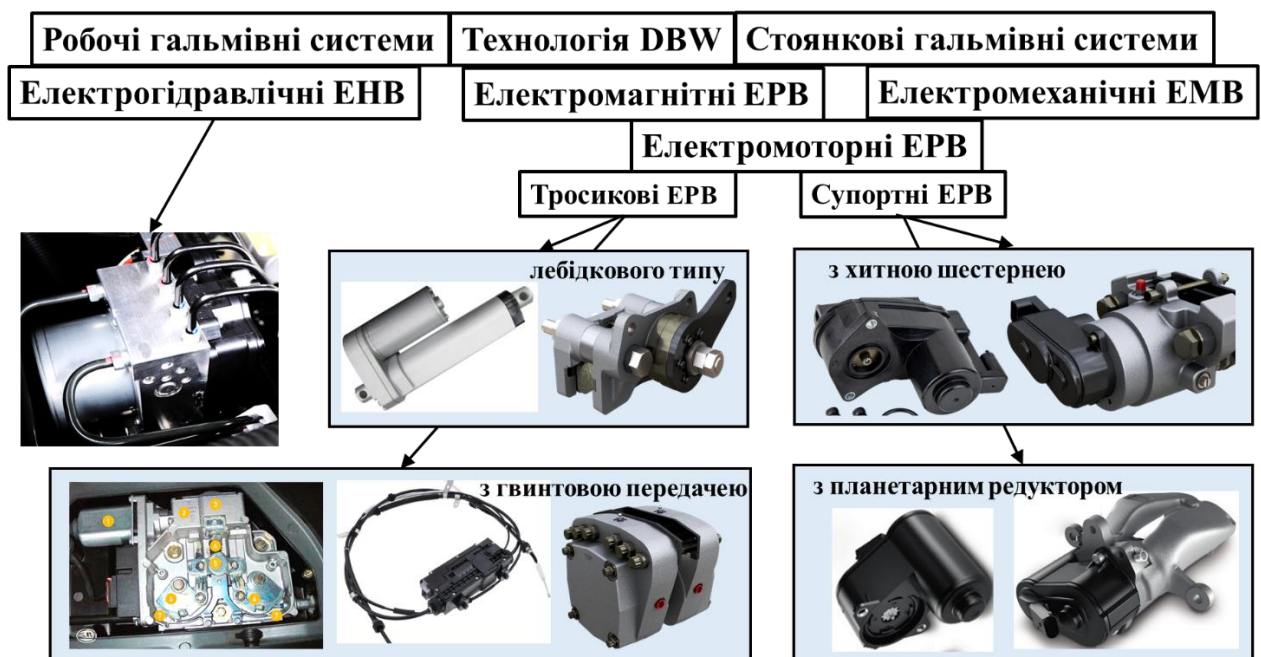 Робочі гальмівні системи
Технологія DBW
Стоянкові гальмівні системи
Електрогідравлічні EHB
Електромагнітні EPB
Електромеханічні EMB
Електромоторні EPB
Тросикові EPB
Супортні EPB
лебідкового типу
з хитною шестернею
з гвинтовою передачею
з планетарним редуктором